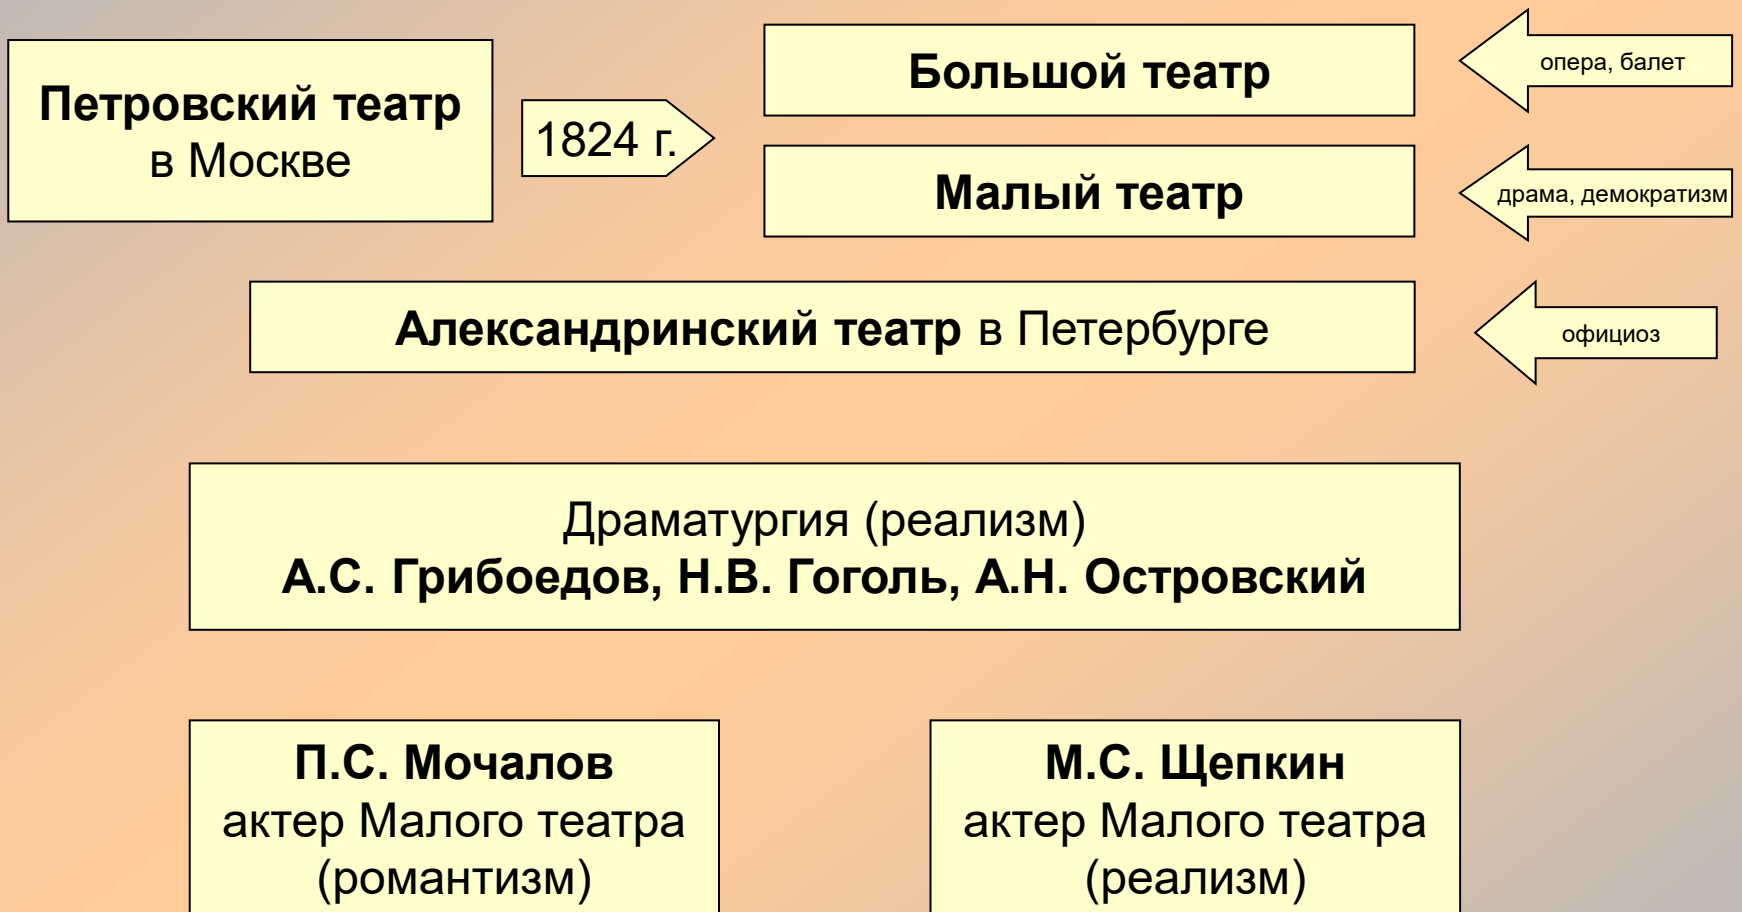 Петровский театр
в Москве
1824 г.
Большой театр
опера, балет
Малый театр
драма, демократизм
Александринский театр в Петербурге
официоз
Драматургия (реализм)
А.С. Грибоедов, Н.В. Гоголь, А.Н. Островский
П.С. Мочалов
актер Малого театра
(романтизм)
М.С. Щепкин
актер Малого театра
(реализм)